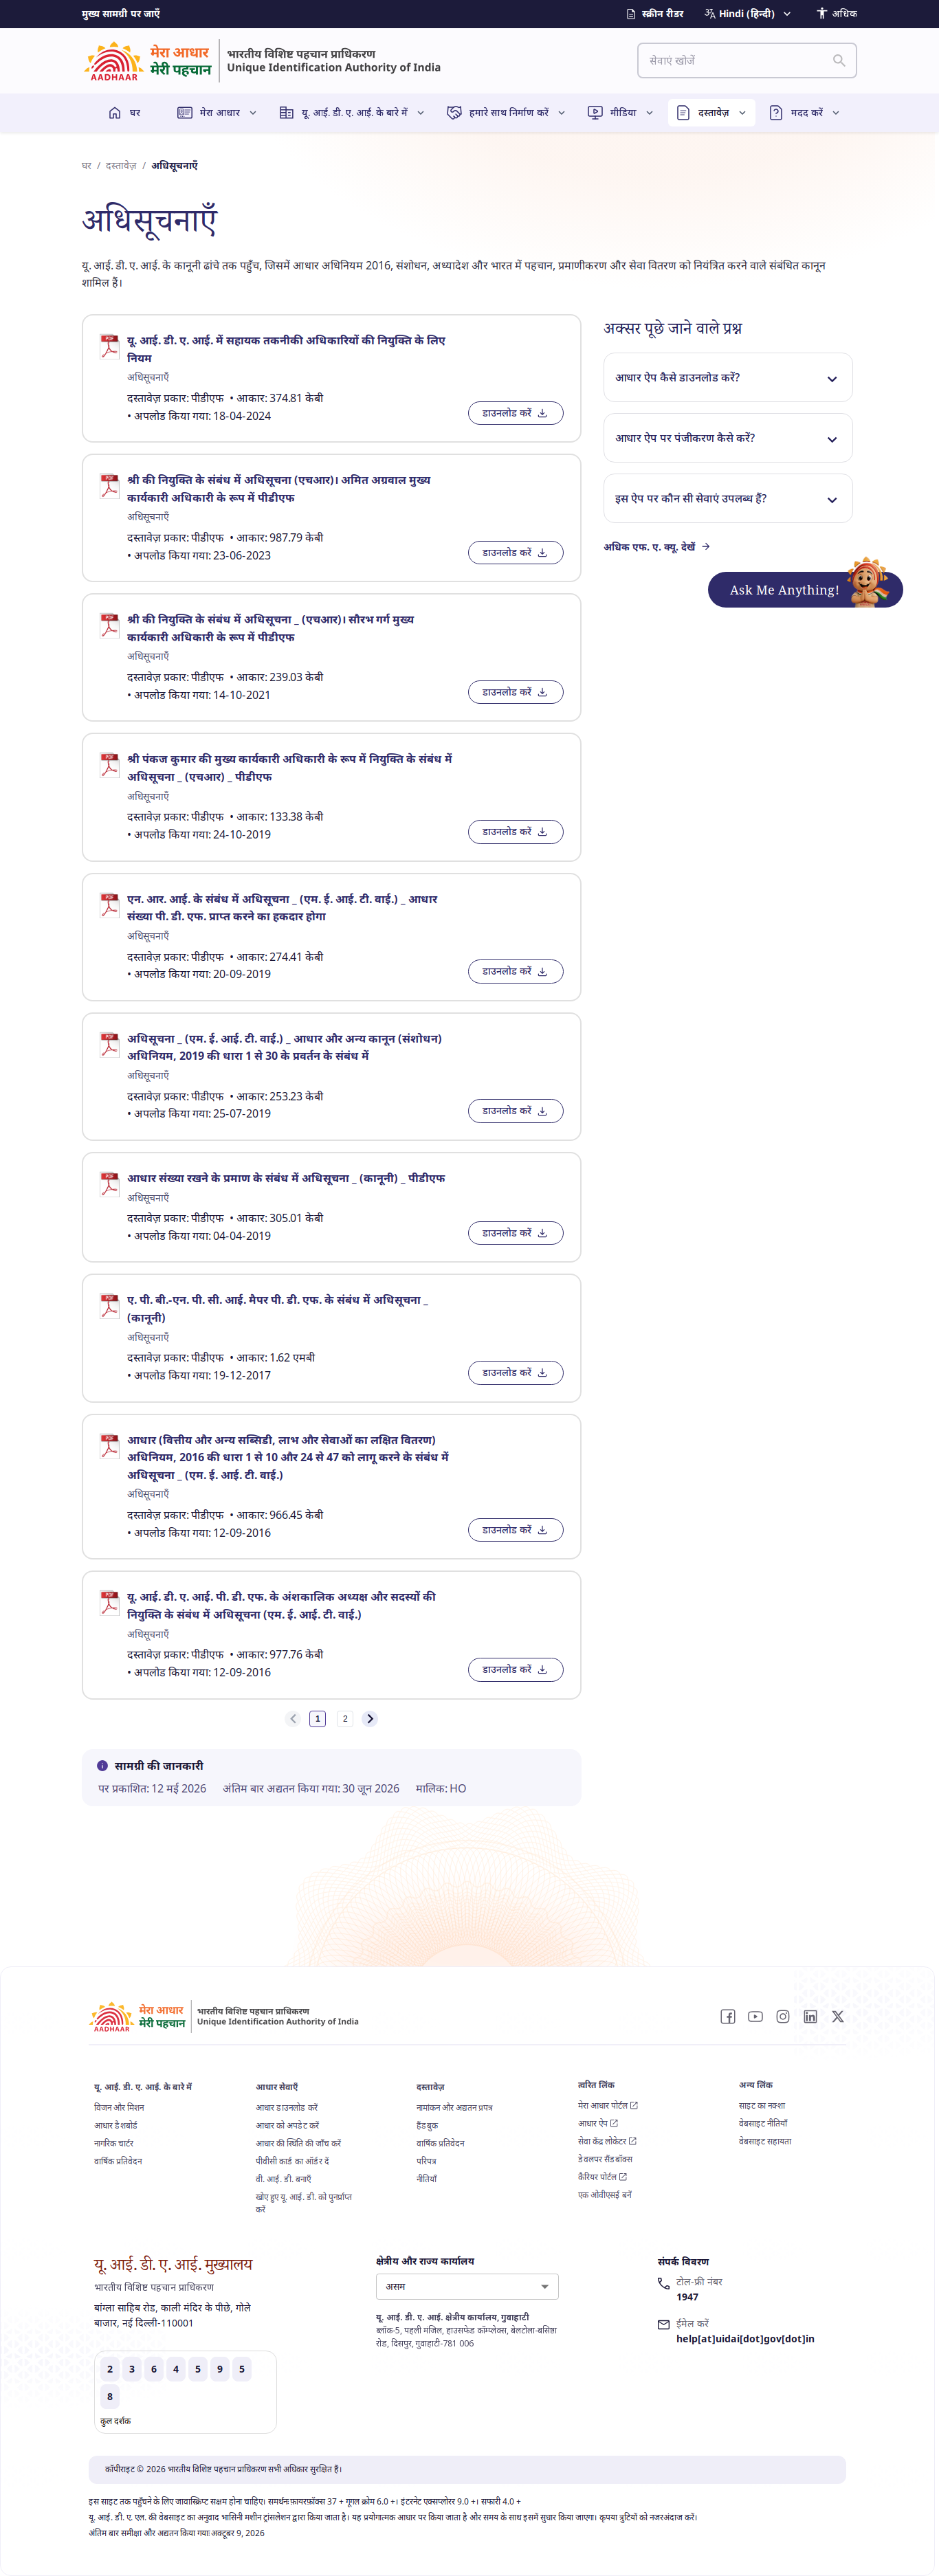 मुख्य सामग्री पर जाएँ
स्क्रीन रीडर
Hindi (हिन्दी)
अधिक
AADHAAR
मेरा आधार
मेरी पहचान
भारतीय विशिष्ट पहचान प्राधिकरण
Unique Identification Authority of India
सेवाएं खोजें
घर
मेरा आधार
यू. आई. डी. ए. आई. के बारे में
हमारे साथ निर्माण करें
मीडिया
दस्तावेज़
मदद करें
घर / दस्तावेज़ / अधिसूचनाएँ
अधिसूचनाएँ
यू. आई. डी. ए. आई. के कानूनी ढांचे तक पहुँच, जिसमें आधार अधिनियम 2016, संशोधन, अध्यादेश और भारत में पहचान, प्रमाणीकरण और सेवा वितरण को नियंत्रित करने वाले संबंधित कानून
शामिल हैं।
यू. आई. डी. ए. आई. में सहायक तकनीकी अधिकारियों की नियुक्ति के लिए
नियम
अधिसूचनाएँ
दस्तावेज़ प्रकार: पीडीएफ • आकार: 374.81 केबी
• अपलोड किया गया: 18-04-2024
डाउनलोड करें
श्री की नियुक्ति के संबंध में अधिसूचना (एचआर)। अमित अग्रवाल मुख्य
कार्यकारी अधिकारी के रूप में पीडीएफ
अधिसूचनाएँ
दस्तावेज़ प्रकार: पीडीएफ • आकार: 987.79 केबी
• अपलोड किया गया: 23-06-2023
डाउनलोड करें
श्री की नियुक्ति के संबंध में अधिसूचना _ (एचआर)। सौरभ गर्ग मुख्य
कार्यकारी अधिकारी के रूप में पीडीएफ
अधिसूचनाएँ
दस्तावेज़ प्रकार: पीडीएफ • आकार: 239.03 केबी
• अपलोड किया गया: 14-10-2021
डाउनलोड करें
श्री पंकज कुमार की मुख्य कार्यकारी अधिकारी के रूप में नियुक्ति के संबंध में
अधिसूचना _ (एचआर) _ पीडीएफ
अधिसूचनाएँ
दस्तावेज़ प्रकार: पीडीएफ • आकार: 133.38 केबी
• अपलोड किया गया: 24-10-2019
डाउनलोड करें
एन. आर. आई. के संबंध में अधिसूचना _ (एम. ई. आई. टी. वाई.) _ आधार
संख्या पी. डी. एफ. प्राप्त करने का हकदार होगा
अधिसूचनाएँ
दस्तावेज़ प्रकार: पीडीएफ • आकार: 274.41 केबी
• अपलोड किया गया: 20-09-2019
डाउनलोड करें
अधिसूचना _ (एम. ई. आई. टी. वाई.) _ आधार और अन्य कानून (संशोधन)
अधिनियम, 2019 की धारा 1 से 30 के प्रवर्तन के संबंध में
अधिसूचनाएँ
दस्तावेज़ प्रकार: पीडीएफ • आकार: 253.23 केबी
• अपलोड किया गया: 25-07-2019
डाउनलोड करें
आधार संख्या रखने के प्रमाण के संबंध में अधिसूचना _ (कानूनी) _ पीडीएफ
अधिसूचनाएँ
दस्तावेज़ प्रकार: पीडीएफ • आकार: 305.01 केबी
• अपलोड किया गया: 04-04-2019
डाउनलोड करें
ए. पी. बी.-एन. पी. सी. आई. मैपर पी. डी. एफ. के संबंध में अधिसूचना _
(कानूनी)
अधिसूचनाएँ
दस्तावेज़ प्रकार: पीडीएफ • आकार: 1.62 एमबी
• अपलोड किया गया: 19-12-2017
डाउनलोड करें
आधार (वित्तीय और अन्य सब्सिडी, लाभ और सेवाओं का लक्षित वितरण)
अधिनियम, 2016 की धारा 1 से 10 और 24 से 47 को लागू करने के संबंध में
अधिसूचना _ (एम. ई. आई. टी. वाई.)
अधिसूचनाएँ
दस्तावेज़ प्रकार: पीडीएफ • आकार: 966.45 केबी
• अपलोड किया गया: 12-09-2016
डाउनलोड करें
यू. आई. डी. ए. आई. पी. डी. एफ. के अंशकालिक अध्यक्ष और सदस्यों की
नियुक्ति के संबंध में अधिसूचना (एम. ई. आई. टी. वाई.)
अधिसूचनाएँ
दस्तावेज़ प्रकार: पीडीएफ • आकार: 977.76 केबी
• अपलोड किया गया: 12-09-2016
डाउनलोड करें
1 2
सामग्री की जानकारी
पर प्रकाशित: 12 मई 2026 अंतिम बार अद्यतन किया गया: 30 जून 2026 मालिक: HO
अक्सर पूछे जाने वाले प्रश्न
आधार ऐप कैसे डाउनलोड करें?
आधार ऐप पर पंजीकरण कैसे करें?
इस ऐप पर कौन सी सेवाएं उपलब्ध हैं?
अधिक एफ. ए. क्यू. देखें
Ask Me Anything!
AADHAAR
मेरा आधार
मेरी पहचान
भारतीय विशिष्ट पहचान प्राधिकरण
Unique Identification Authority of India
यू. आई. डी. ए. आई. के बारे में
विजन और मिशन
आधार डैशबोर्ड
नागरिक चार्टर
वार्षिक प्रतिवेदन
आधार सेवाएँ
आधार डाउनलोड करें
आधार को अपडेट करें
आधार की स्थिति की जाँच करें
पीवीसी कार्ड का ऑर्डर दें
वी. आई. डी. बनाएँ
खोए हुए यू. आई. डी. को पुनर्प्राप्त
करें
दस्तावेज़
नामांकन और अद्यतन प्रपत्र
हैंडबुक
वार्षिक प्रतिवेदन
परिपत्र
नीतियाँ
त्वरित लिंक
मेरा आधार पोर्टल
आधार ऐप
सेवा केंद्र लोकेटर
डेवलपर सैंडबॉक्स
कैरियर पोर्टल
एक ओवीएसई बनें
अन्य लिंक
साइट का नक्शा
वेबसाइट नीतियाँ
वेबसाइट सहायता
यू. आई. डी. ए. आई. मुख्यालय
भारतीय विशिष्ट पहचान प्राधिकरण
बांग्ला साहिब रोड, काली मंदिर के पीछे, गोले
बाजार, नई दिल्ली-110001
2 3 6 4 5 9 5
8
कुल दर्शक
क्षेत्रीय और राज्य कार्यालय
असम
यू. आई. डी. ए. आई. क्षेत्रीय कार्यालय, गुवाहाटी
ब्लॉक-5, पहली मंजिल, हाउसफेड कॉम्प्लेक्स, बेलटोला-बसिष्ठा
रोड, दिसपुर, गुवाहाटी-781 006
संपर्क विवरण
टोल-फ्री नंबर
1947
ईमेल करें
help[at]uidai[dot]gov[dot]in
कॉपीराइट © 2026 भारतीय विशिष्ट पहचान प्राधिकरण सभी अधिकार सुरक्षित हैं।
इस साइट तक पहुँचने के लिए जावास्क्रिप्ट सक्षम होना चाहिए। समर्थनःफ़ायरफ़ॉक्स 37 + गूगल क्रोम 6.0 +। इंटरनेट एक्सप्लोरर 9.0 +। सफारी 4.0 +
यू. आई. डी. ए. एल. की वेबसाइट का अनुवाद भासिनी मशीन ट्रांसलेशन द्वारा किया जाता है। यह प्रयोगात्मक आधार पर किया जाता है और समय के साथ इसमें सुधार किया जाएगा। कृपया त्रुटियों को नजरअंदाज करें।
अंतिम बार समीक्षा और अद्यतन किया गयाःअक्टूबर 9, 2026